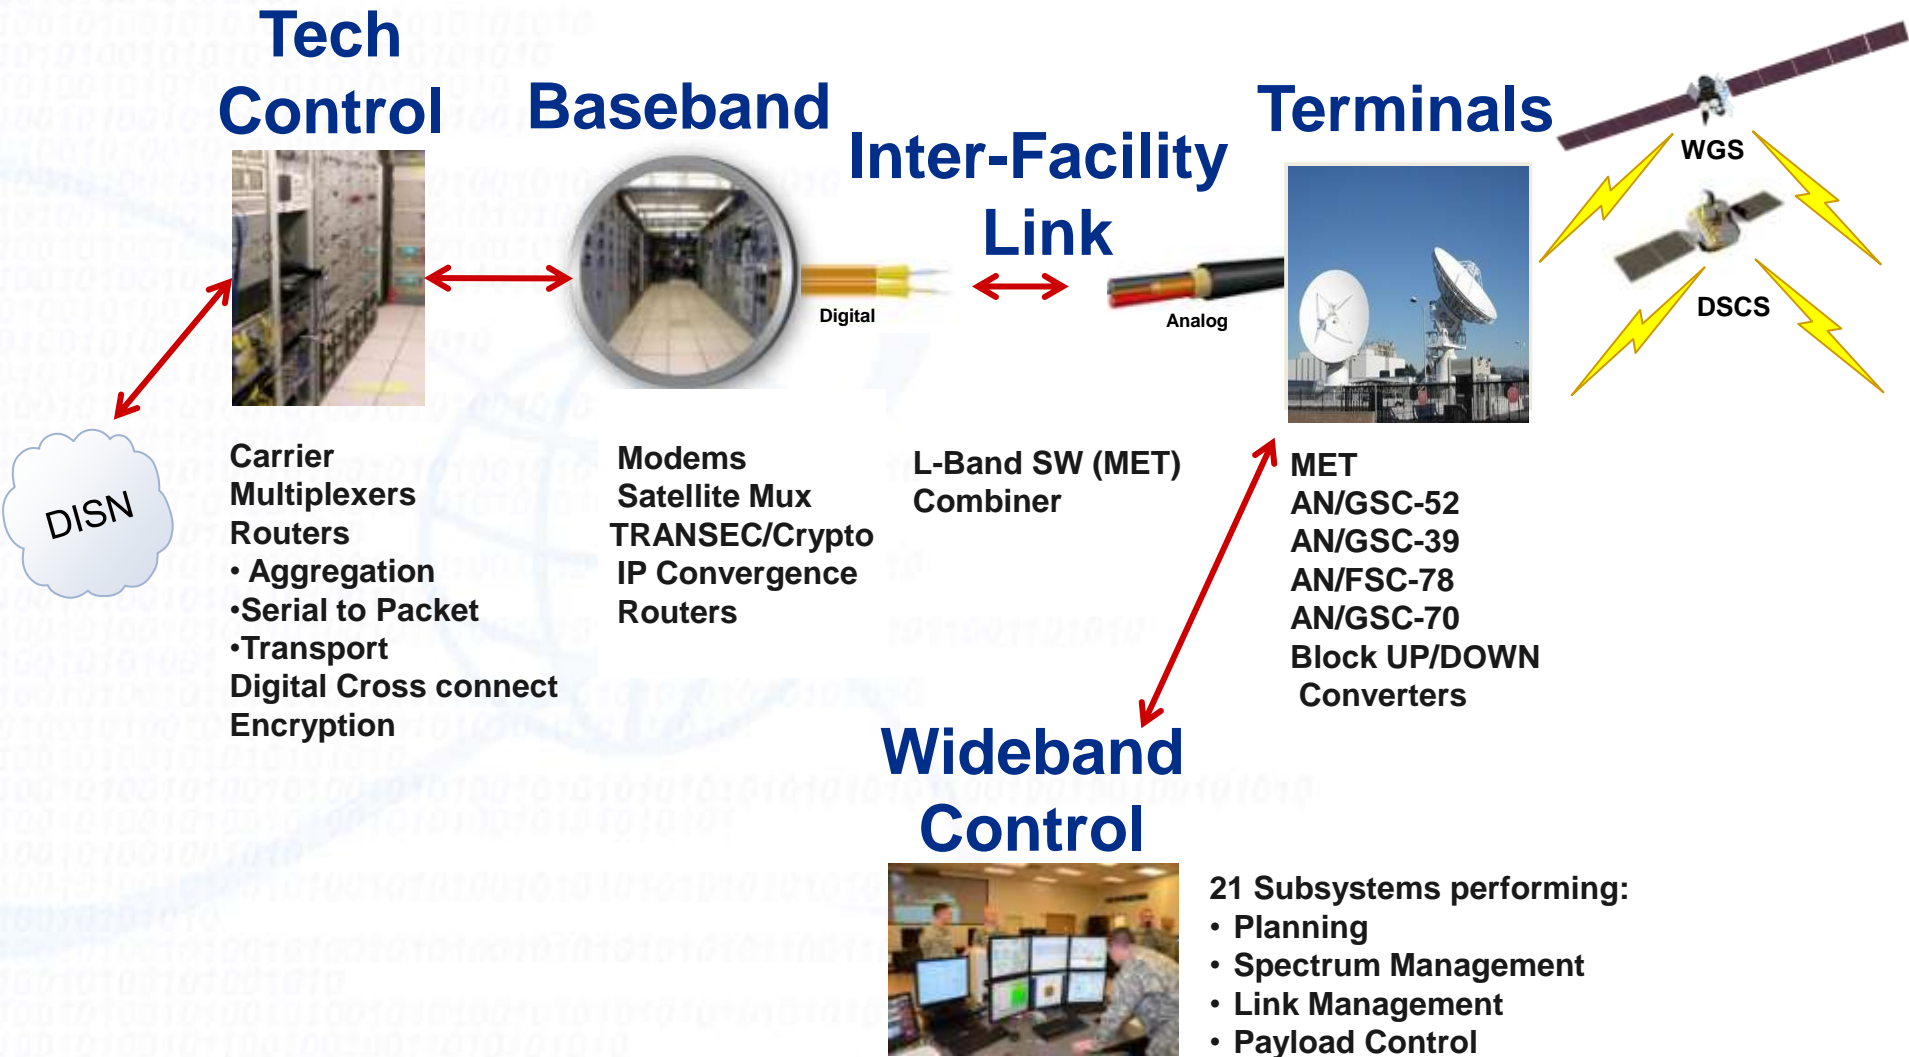 Tech
Control
Baseband
Inter-Facility
Link
Terminals
WGS
DSCS
Digital
Analog
DISN
Carrier
Multiplexers
Routers
• Aggregation
•Serial to Packet
•Transport
Digital Cross connect
Encryption
Modems
Satellite Mux
TRANSEC/Crypto
IP Convergence
Routers
L-Band SW (MET)
Combiner
MET
AN/GSC-52
AN/GSC-39
AN/FSC-78
AN/GSC-70
Block UP/DOWN
Converters
Wideband
Control
21 Subsystems performing:
• Planning
• Spectrum Management
• Link Management
• Payload Control